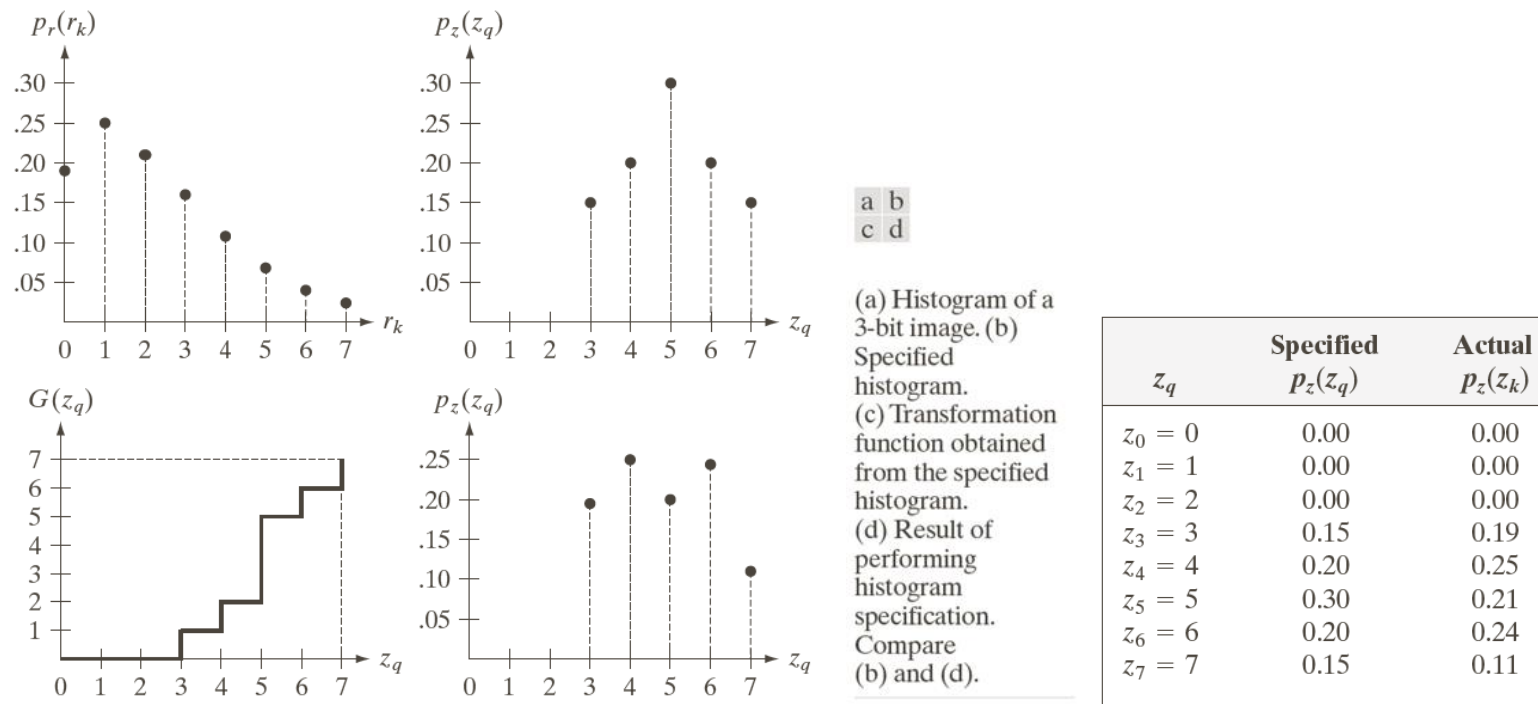 p_r(r_k)
.30
.25
.20
.15
.10
.05
r_k
0 1 2 3 4 5 6 7
p_z(z_q)
.30
.25
.20
.15
.10
.05
z_q
0 1 2 3 4 5 6 7
G(z_q)
7
6
5
4
3
2
1
z_q
0 1 2 3 4 5 6 7
p_z(z_q)
.25
.20
.15
.10
.05
z_q
0 1 2 3 4 5 6 7
a b
c d
(a) Histogram of a
3-bit image. (b)
Specified
histogram.
(c) Transformation
function obtained
from the specified
histogram.
(d) Result of
performing
histogram
specification.
Compare
(b) and (d).
Specified Actual
z_q p_z(z_q) p_z(z_k)
z_0 = 0 0.00 0.00
z_1 = 1 0.00 0.00
z_2 = 2 0.00 0.00
z_3 = 3 0.15 0.19
z_4 = 4 0.20 0.25
z_5 = 5 0.30 0.21
z_6 = 6 0.20 0.24
z_7 = 7 0.15 0.11